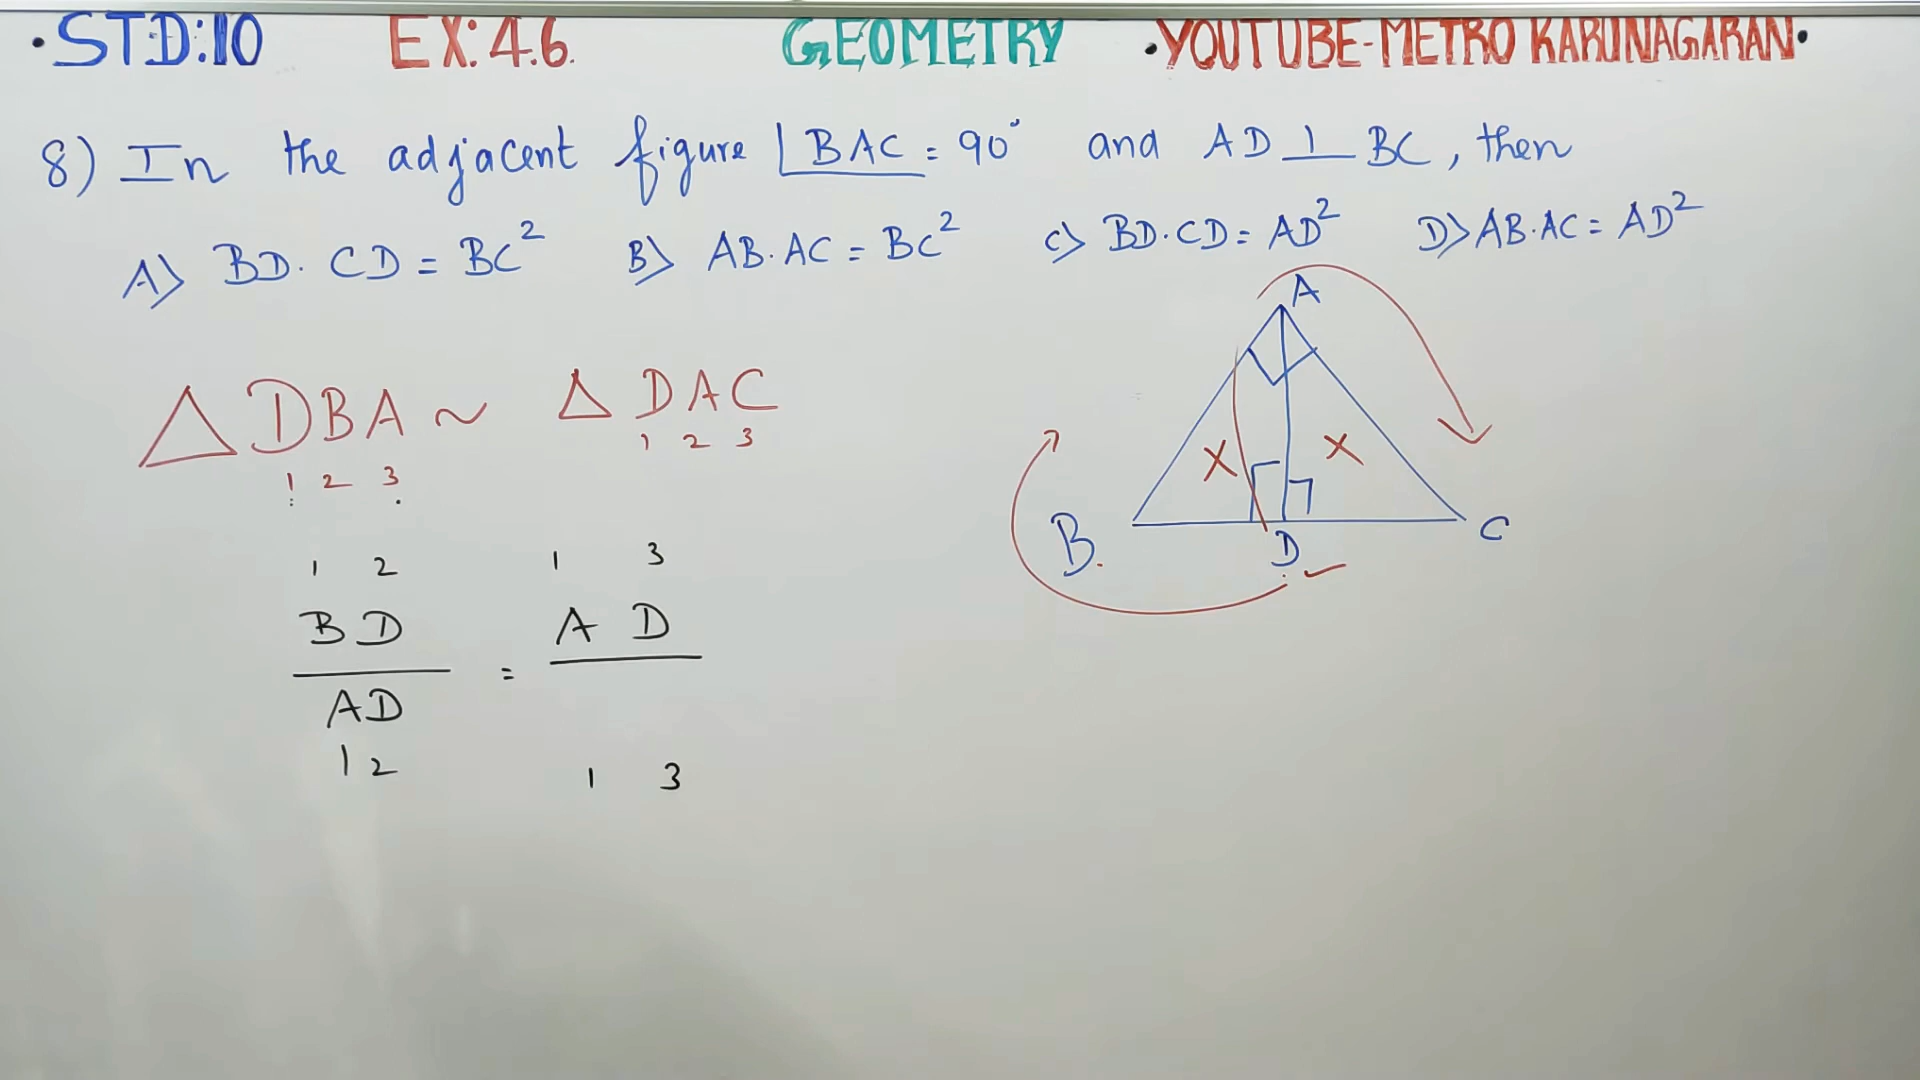 •STD:10 EX:4.6. GEOMETRY •YOUTUBE-METRO KARUNAGARAN•
8) In the adjacent figure ∠BAC = 90° and AD ⊥ BC, then
A) BD. CD = BC² B) AB. AC = BC² C) BD.CD = AD² D) AB.AC = AD²
A
△ DBA ~ △ DAC
1 2 3
1 2 3
x x
B. D ✓ C
1 2 1 3
BD = AD
AD
1 2 1 3